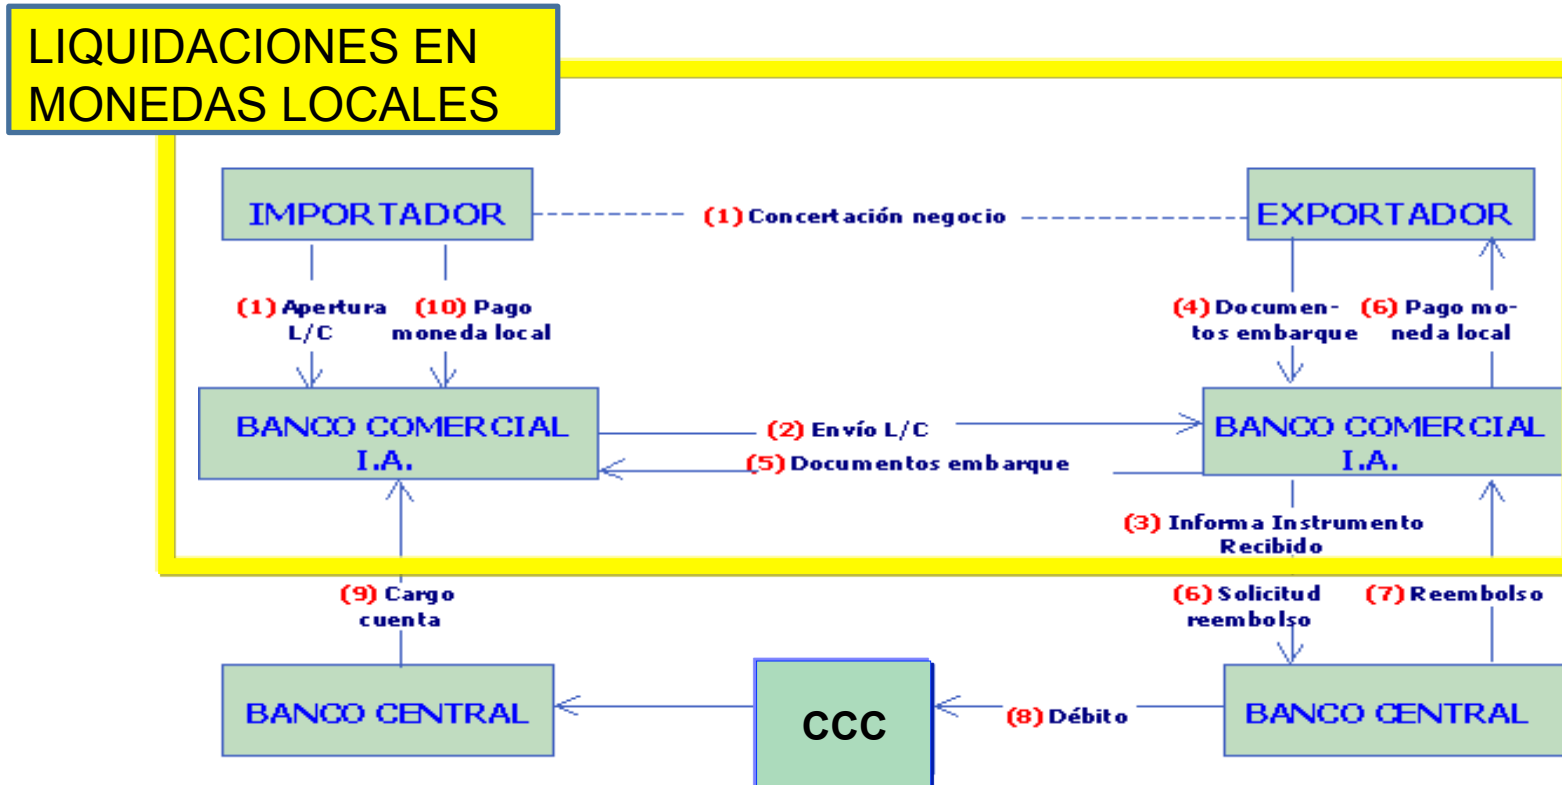 LIQUIDACIONES EN
MONEDAS LOCALES
IMPORTADOR
(1) Concertación negocio
EXPORTADOR
(1) Apertura
L/C
(10) Pago
moneda local
(4) Documen-
tos embarque
(6) Pago mo-
neda local
BANCO COMERCIAL
I.A.
(2) Envío L/C
(5) Documentos embarque
BANCO COMERCIAL
I.A.
(3) Informa Instrumento
Recibido
(9) Cargo
cuenta
(6) Solicitud
reembolso
(7) Reembolso
BANCO CENTRAL
CCC
(8) Débito
BANCO CENTRAL